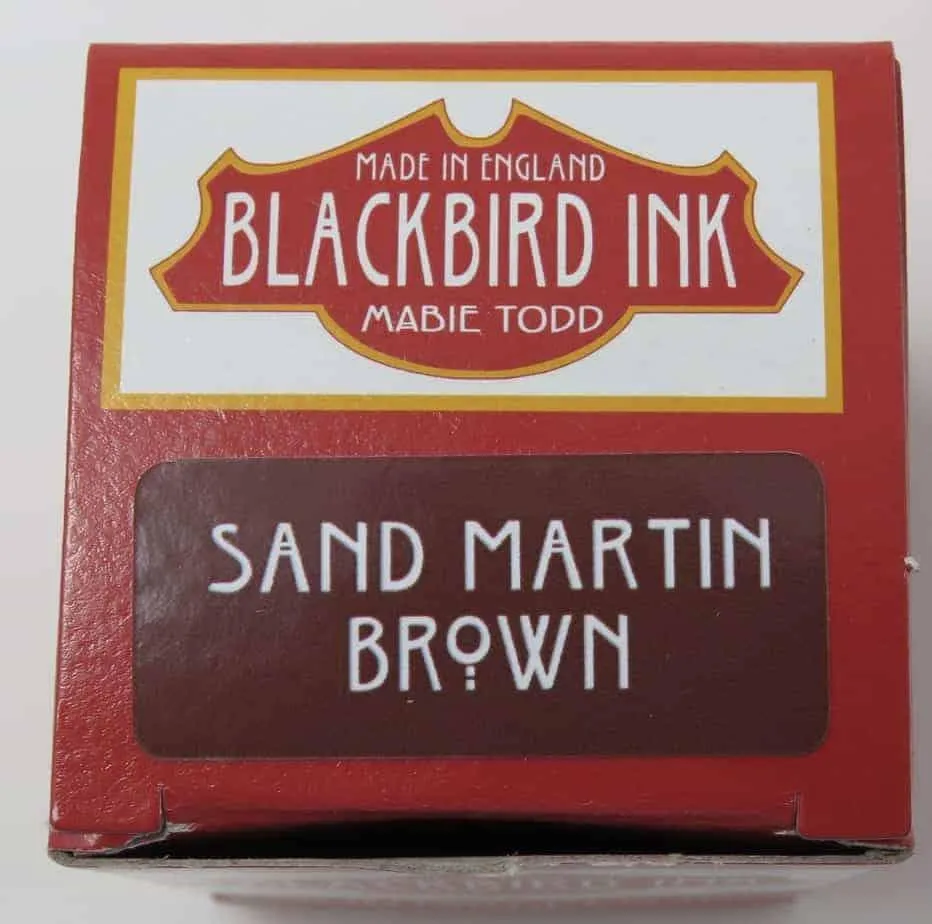 MADE IN ENGLAND
BLACKBIRD INK
MABIE TODD
SAND MARTIN
BROWN